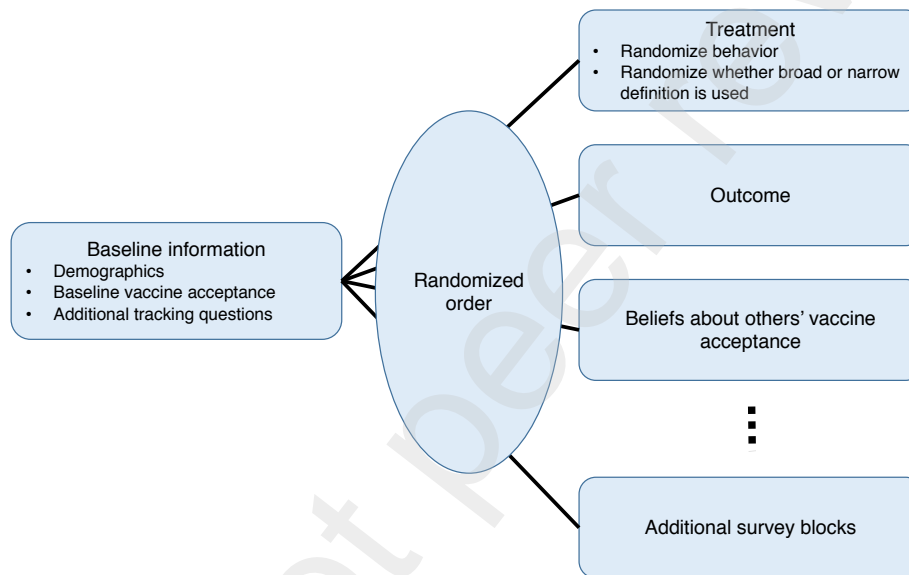 Treatment
• Randomize behavior
• Randomize whether broad or narrow
definition is used
Outcome
Baseline information
• Demographics
• Baseline vaccine acceptance
• Additional tracking questions
Randomized
order
Beliefs about others’ vaccine
acceptance
Additional survey blocks
peer